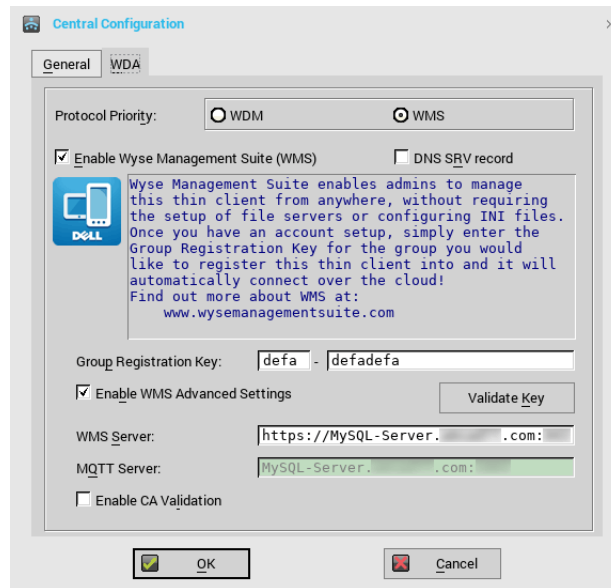 Central Configuration
General WDA
Protocol Priority: WDM WMS
Enable Wyse Management Suite (WMS) DNS SRV record
DELL
Wyse Management Suite enables admins to manage
this thin client from anywhere, without requiring
the setup of file servers or configuring INI files.
Once you have an account setup, simply enter the
Group Registration Key for the group you would
like to register this thin client into and it will
automatically connect over the cloud!
Find out more about WMS at:
www.wysemanagementsuite.com
Group Registration Key: defa - defadefa
Enable WMS Advanced Settings Validate Key
WMS Server: https://MySQL-Server. .com:
MQTT Server: MySQL-Server. .com:
Enable CA Validation
OK Cancel